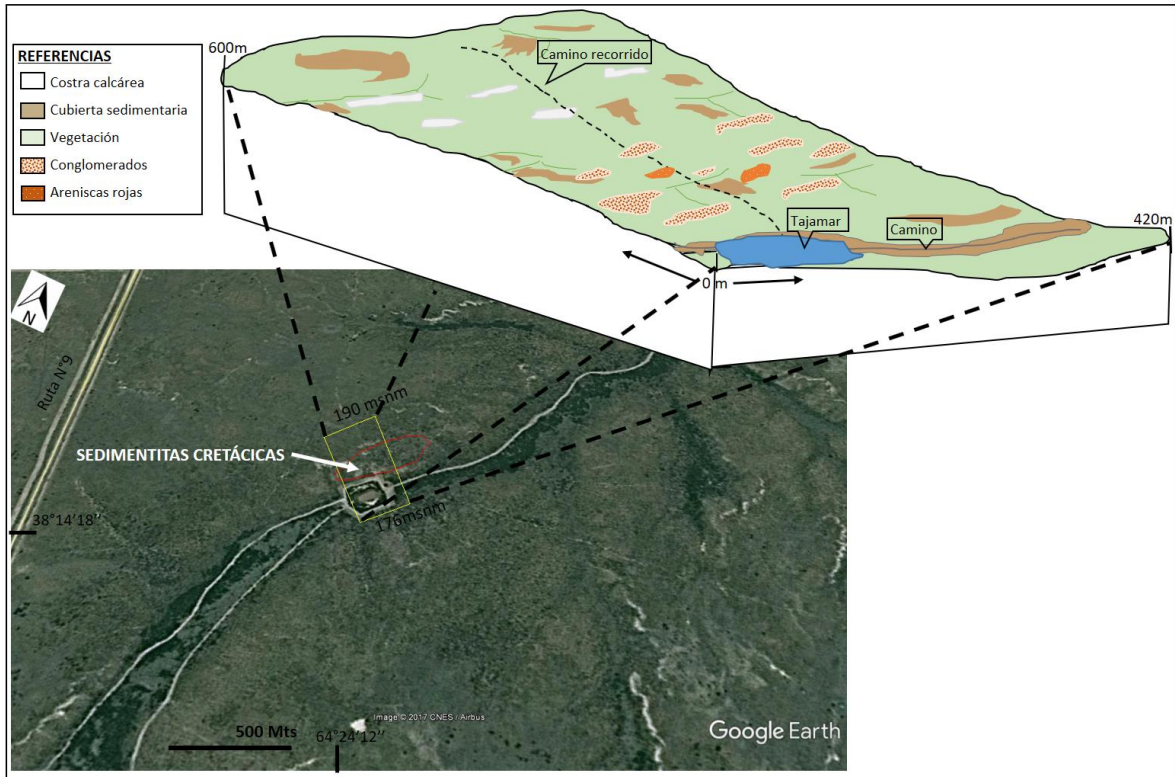 REFERENCIAS
Costra calcárea
Cubierta sedimentaria
Vegetación
Conglomerados
Areniscas rojas
600m
Camino recorrido
Tajamar
Camino
420m
0 m
N
Ruta N°9
190 msnm
SEDIMENTITAS CRETÁCICAS
176msnm
38°14'18''
500 Mts
64°24'12''
Image © 2017 CNES / Airbus
Google Earth